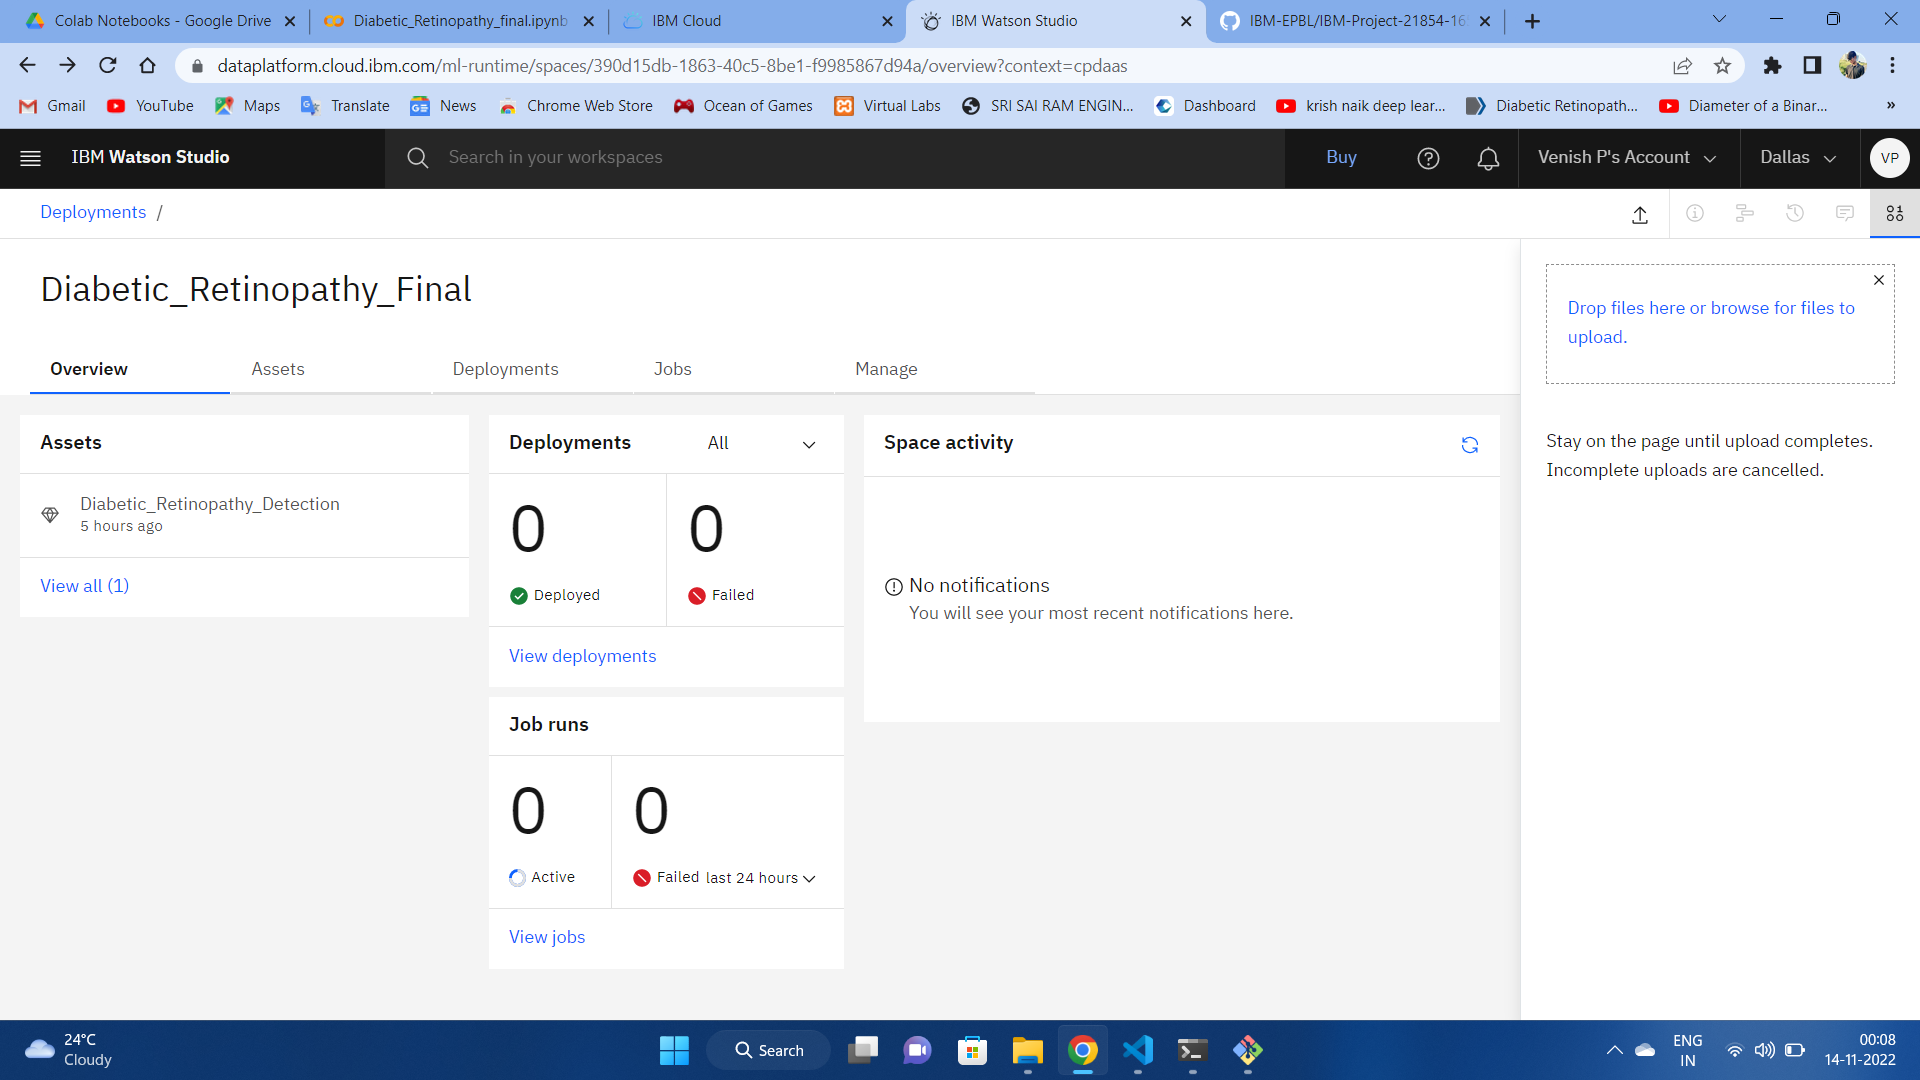 Colab Notebooks - Google Drive
Diabetic_Retinopathy_final.ipynb
IBM Cloud
IBM Watson Studio
IBM-EPBL/IBM-Project-21854-16
dataplatform.cloud.ibm.com/ml-runtime/spaces/390d15db-1863-40c5-8be1-f9985867d94a/overview?context=cpdaas
Gmail
YouTube
Maps
Translate
News
Chrome Web Store
Ocean of Games
Virtual Labs
SRI SAI RAM ENGIN...
Dashboard
krish naik deep lear...
Diabetic Retinopath...
Diameter of a Binar...
»
IBM Watson Studio
Search in your workspaces
Buy
Venish P's Account
Dallas
VP
Deployments /
Diabetic_Retinopathy_Final
Overview
Assets
Deployments
Jobs
Manage
Assets
Diabetic_Retinopathy_Detection
5 hours ago
View all (1)
Deployments
All
0
Deployed
0
Failed
View deployments
Job runs
0
Active
0
Failed last 24 hours
View jobs
Space activity
No notifications
You will see your most recent notifications here.
Drop files here or browse for files to
upload.
Stay on the page until upload completes.
Incomplete uploads are cancelled.
24°C
Cloudy
Search
ENG
IN
00:08
14-11-2022